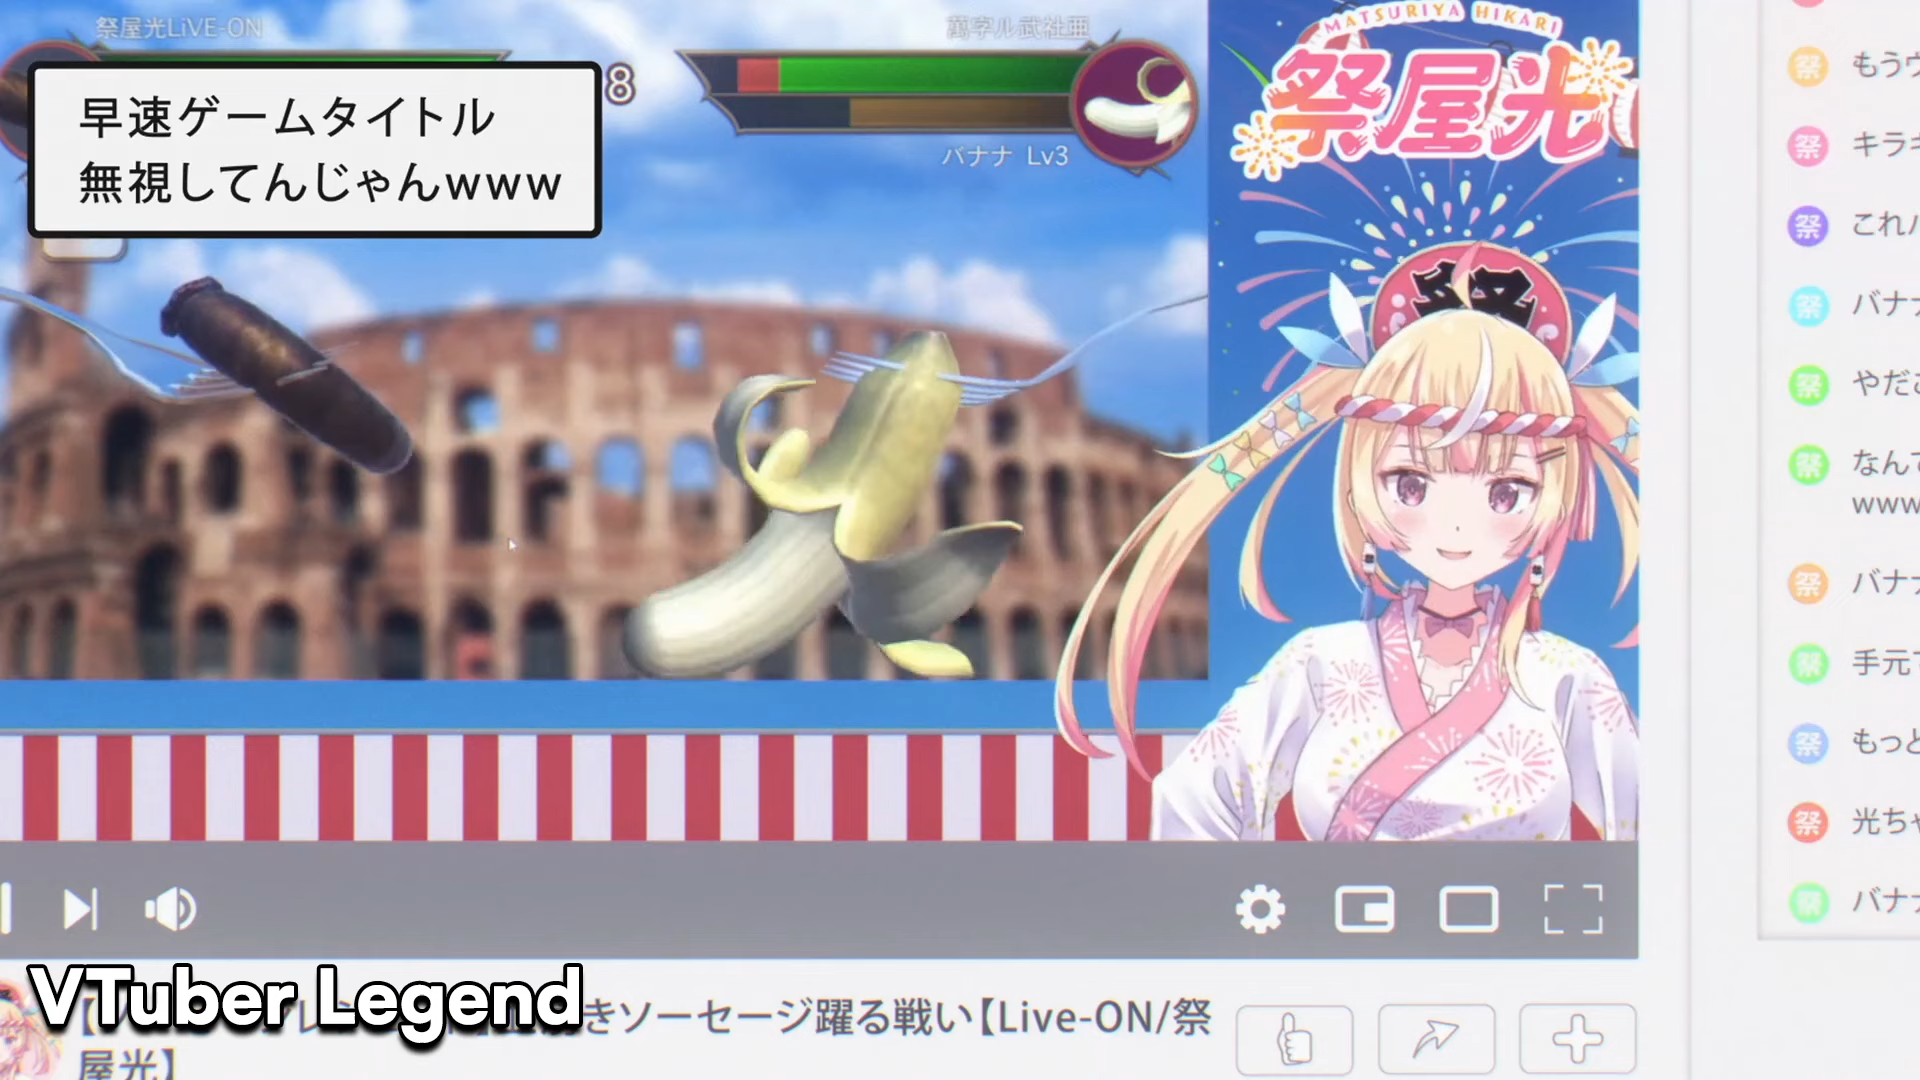 祭屋光LiVE-ON
8
早速ゲームタイトル
無視してんじゃんwww
バナナ Lv3
MATSURIYA HIKARI
祭屋光
祭
もう
キラ
これ
バナ
やだ
なん
www
バナ
手元
もっと
光ち
バナ
VTuber Legend
きソーセージ躍る戦い【Live-ON/祭
屋光】